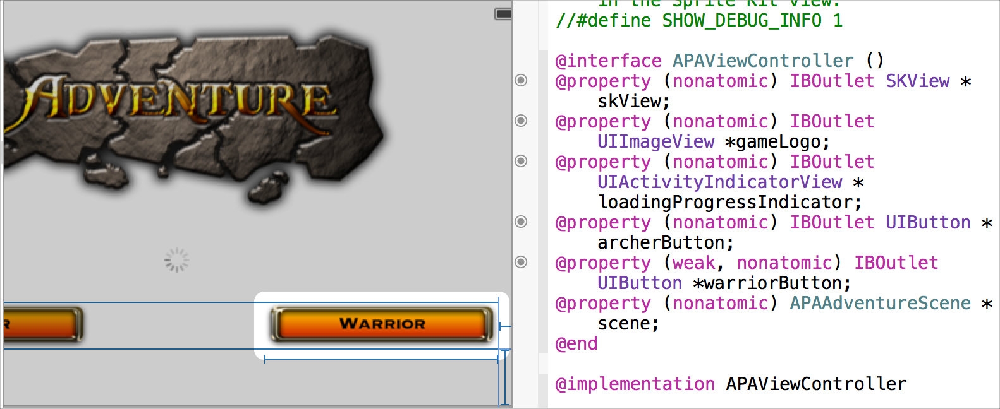 ADVENTURE
R
WARRIOR
in the Sprite Kit view.
//#define SHOW_DEBUG_INFO 1
@interface APAViewController ()
@property (nonatomic) IBOutlet SKView *
skView;
@property (nonatomic) IBOutlet
UIImageView *gameLogo;
@property (nonatomic) IBOutlet
UIActivityIndicatorView *
loadingProgressIndicator;
@property (nonatomic) IBOutlet UIButton *
archerButton;
@property (weak, nonatomic) IBOutlet
UIButton *warriorButton;
@property (nonatomic) APAAdventureScene *
scene;
@end
@implementation APAViewController